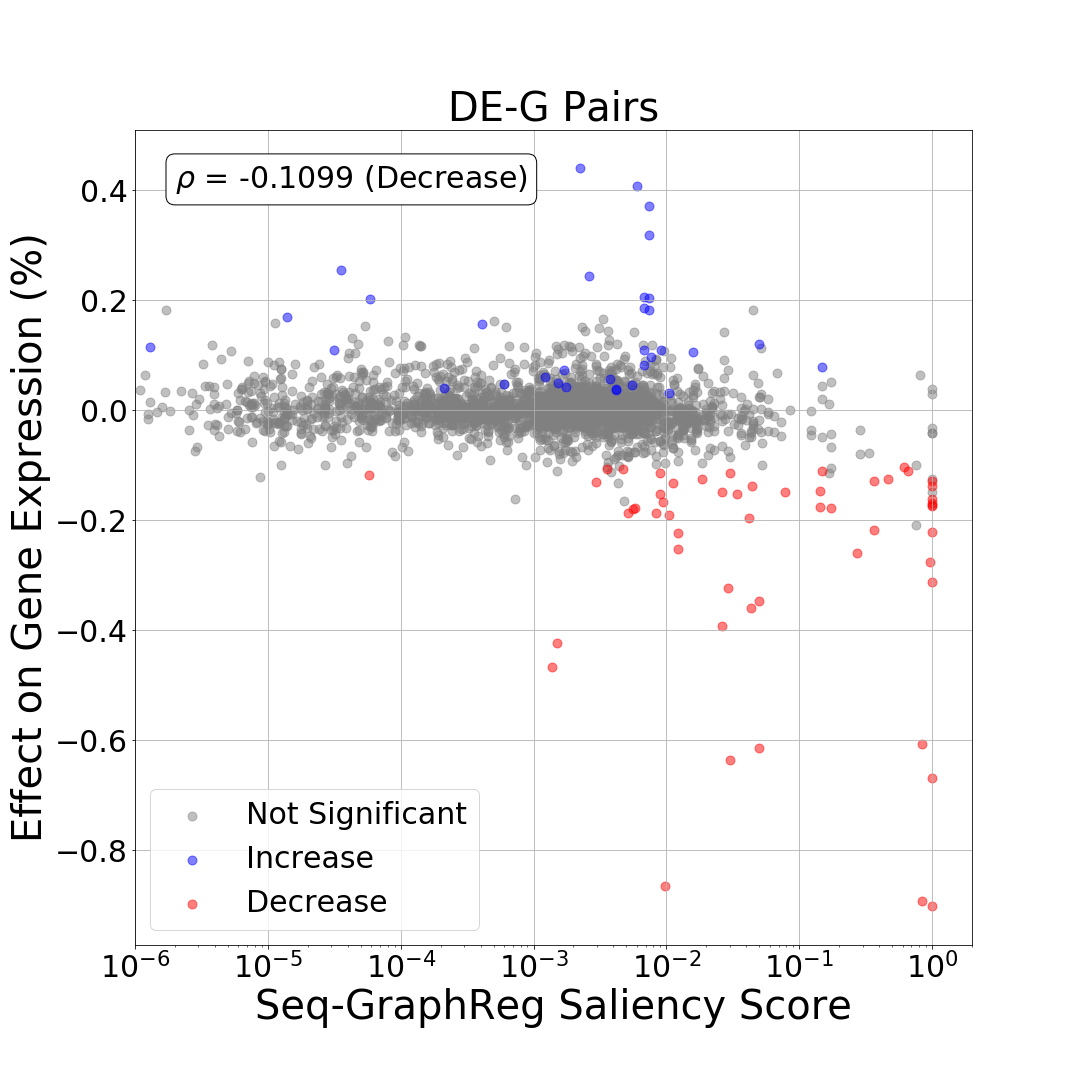 DE-G Pairs
ρ = -0.1099 (Decrease)
Effect on Gene Expression (%)
0.4
0.2
0.0
−0.2
−0.4
−0.6
−0.8
Not Significant
Increase
Decrease
10⁻⁶ 10⁻⁵ 10⁻⁴ 10⁻³ 10⁻² 10⁻¹ 10⁰
Seq-GraphReg Saliency Score